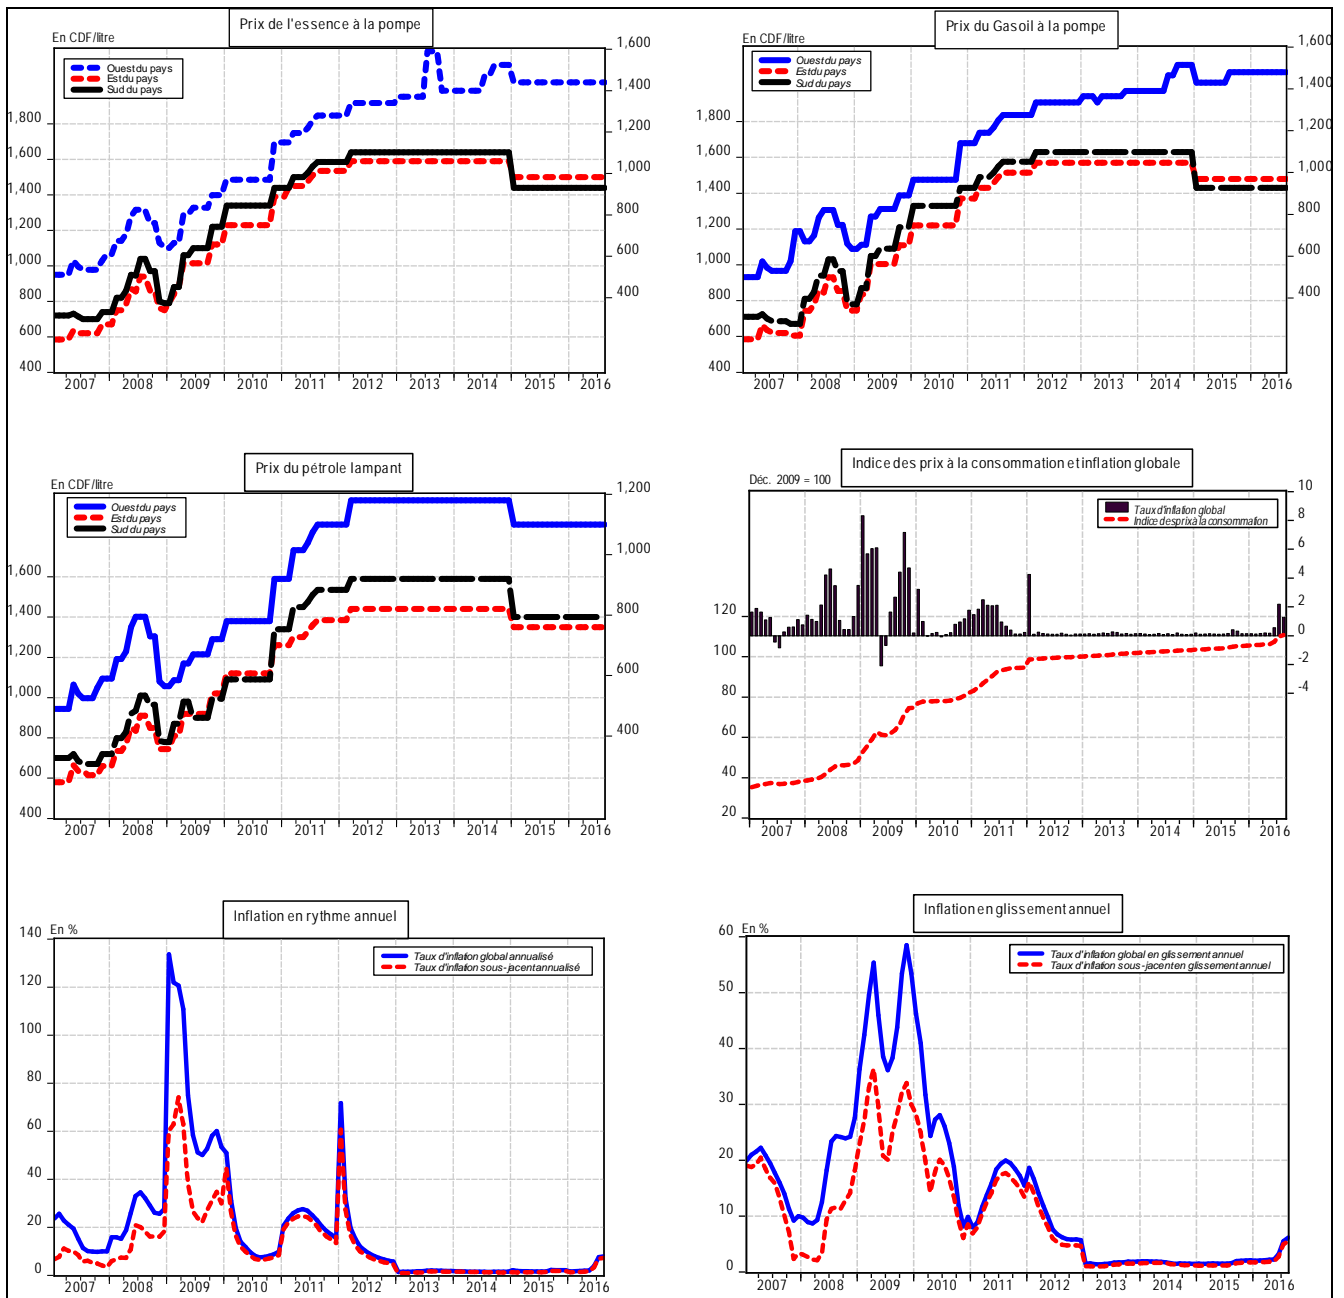 Prix de l'essence à la pompe
En CDF/litre
Ouest du pays
Est du pays
Sud du pays
1,800
1,600
1,400
1,200
1,000
800
600
400
1,600
1,400
1,200
1,000
800
600
400
2007 2008 2009 2010 2011 2012 2013 2014 2015 2016
Prix du Gasoil à la pompe
En CDF/litre
Ouest du pays
Est du pays
Sud du pays
1,800
1,600
1,400
1,200
1,000
800
600
400
1,600
1,400
1,200
1,000
800
600
400
2007 2008 2009 2010 2011 2012 2013 2014 2015 2016
Prix du pétrole lampant
En CDF/litre
Ouest du pays
Est du pays
Sud du pays
1,600
1,400
1,200
1,000
800
600
400
1,200
1,000
800
600
400
2007 2008 2009 2010 2011 2012 2013 2014 2015 2016
Indice des prix à la consommation et inflation globale
Déc. 2009 = 100
Taux d'inflation global
Indice des prix à la consommation
120
100
80
60
40
20
10
8
6
4
2
0
-2
-4
2007 2008 2009 2010 2011 2012 2013 2014 2015 2016
Inflation en rythme annuel
En %
Taux d'inflation global annualisé
Taux d'inflation sous-jacent annualisé
140
120
100
80
60
40
20
0
2007 2008 2009 2010 2011 2012 2013 2014 2015 2016
Inflation en glissement annuel
En %
Taux d'inflation global en glissement annuel
Taux d'inflation sous-jacent en glissement annuel
60
50
40
30
20
10
0
2007 2008 2009 2010 2011 2012 2013 2014 2015 2016